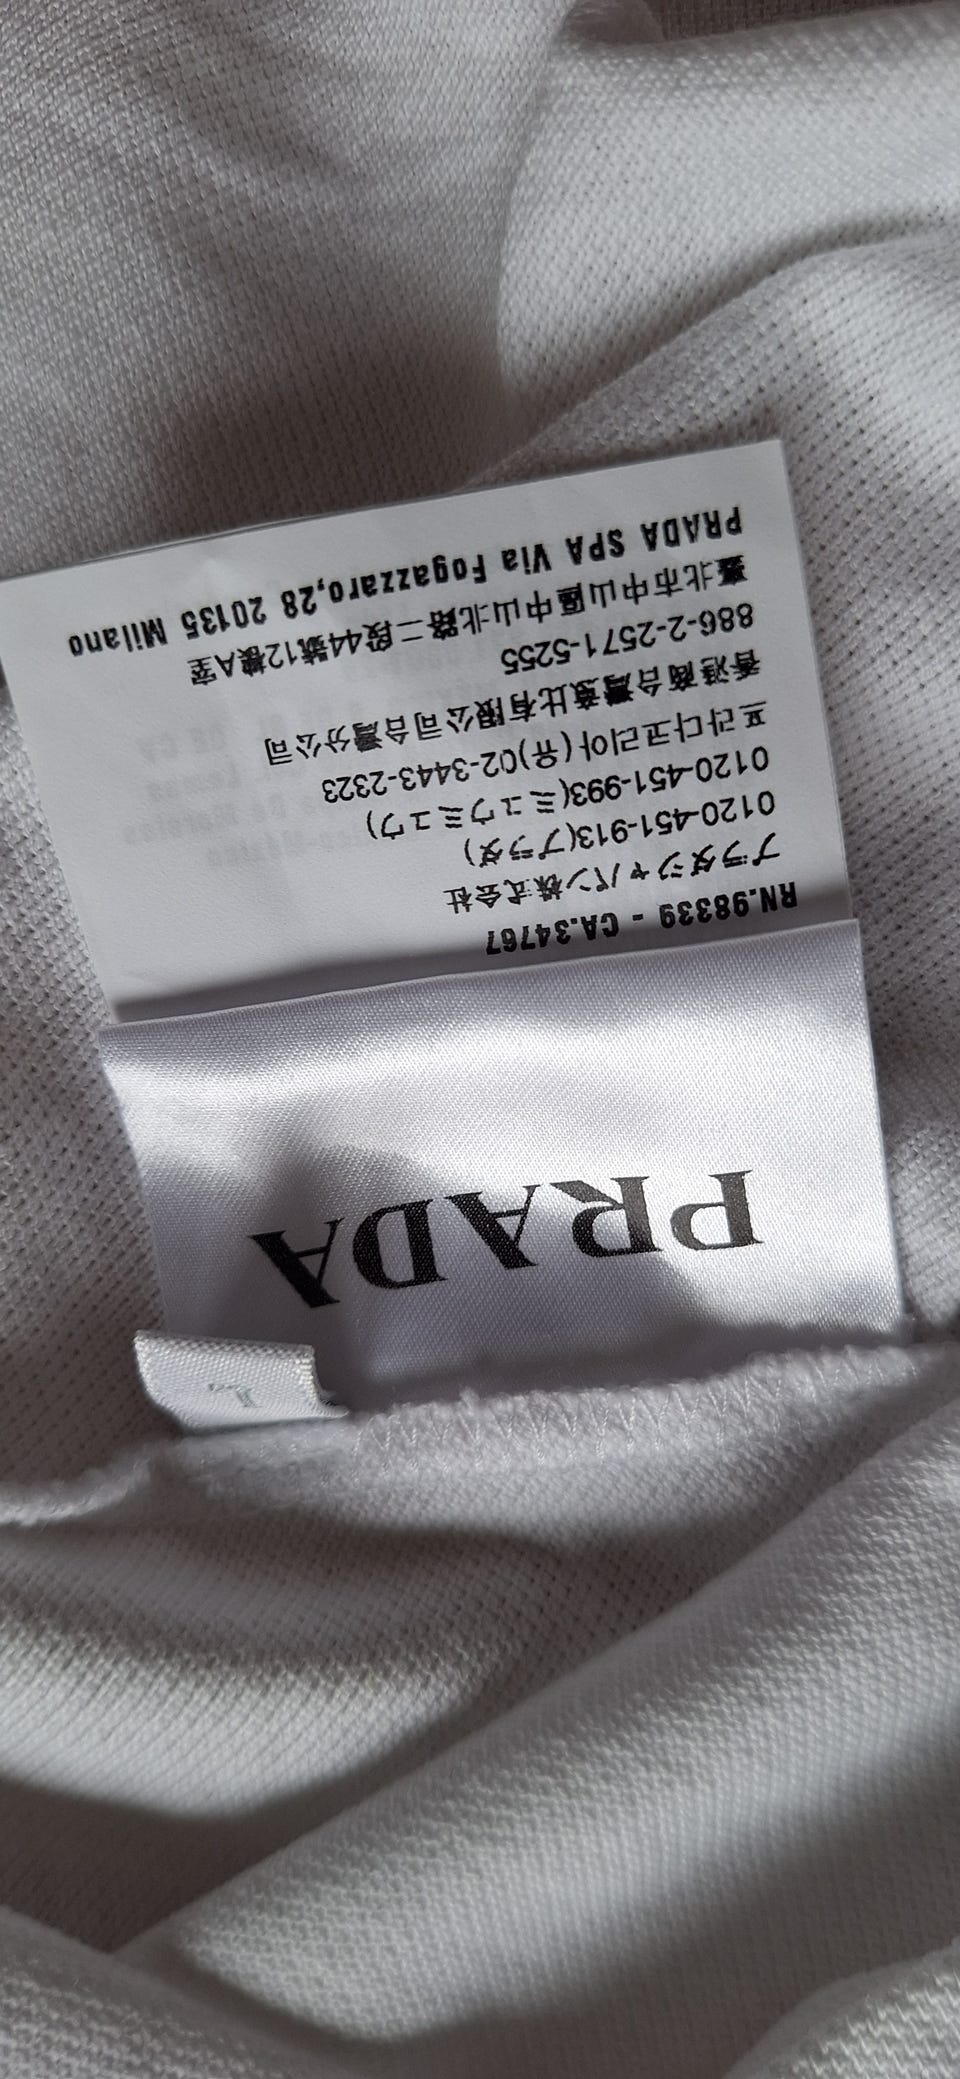 L
PRADA
RN.98339 - CA.34767
プラダジャパン株式会社
0120-451-913(プラダ)
0120-451-993(ミュウミュウ)
프라다코리아(유)02-3443-2323
香港商台灣臺比有限公司台灣分公司
886-2-2571-5255
臺北市中山區中山北路二段44號12樓A室
PRADA SPA Via Fogazzaro,28 20135 Milano